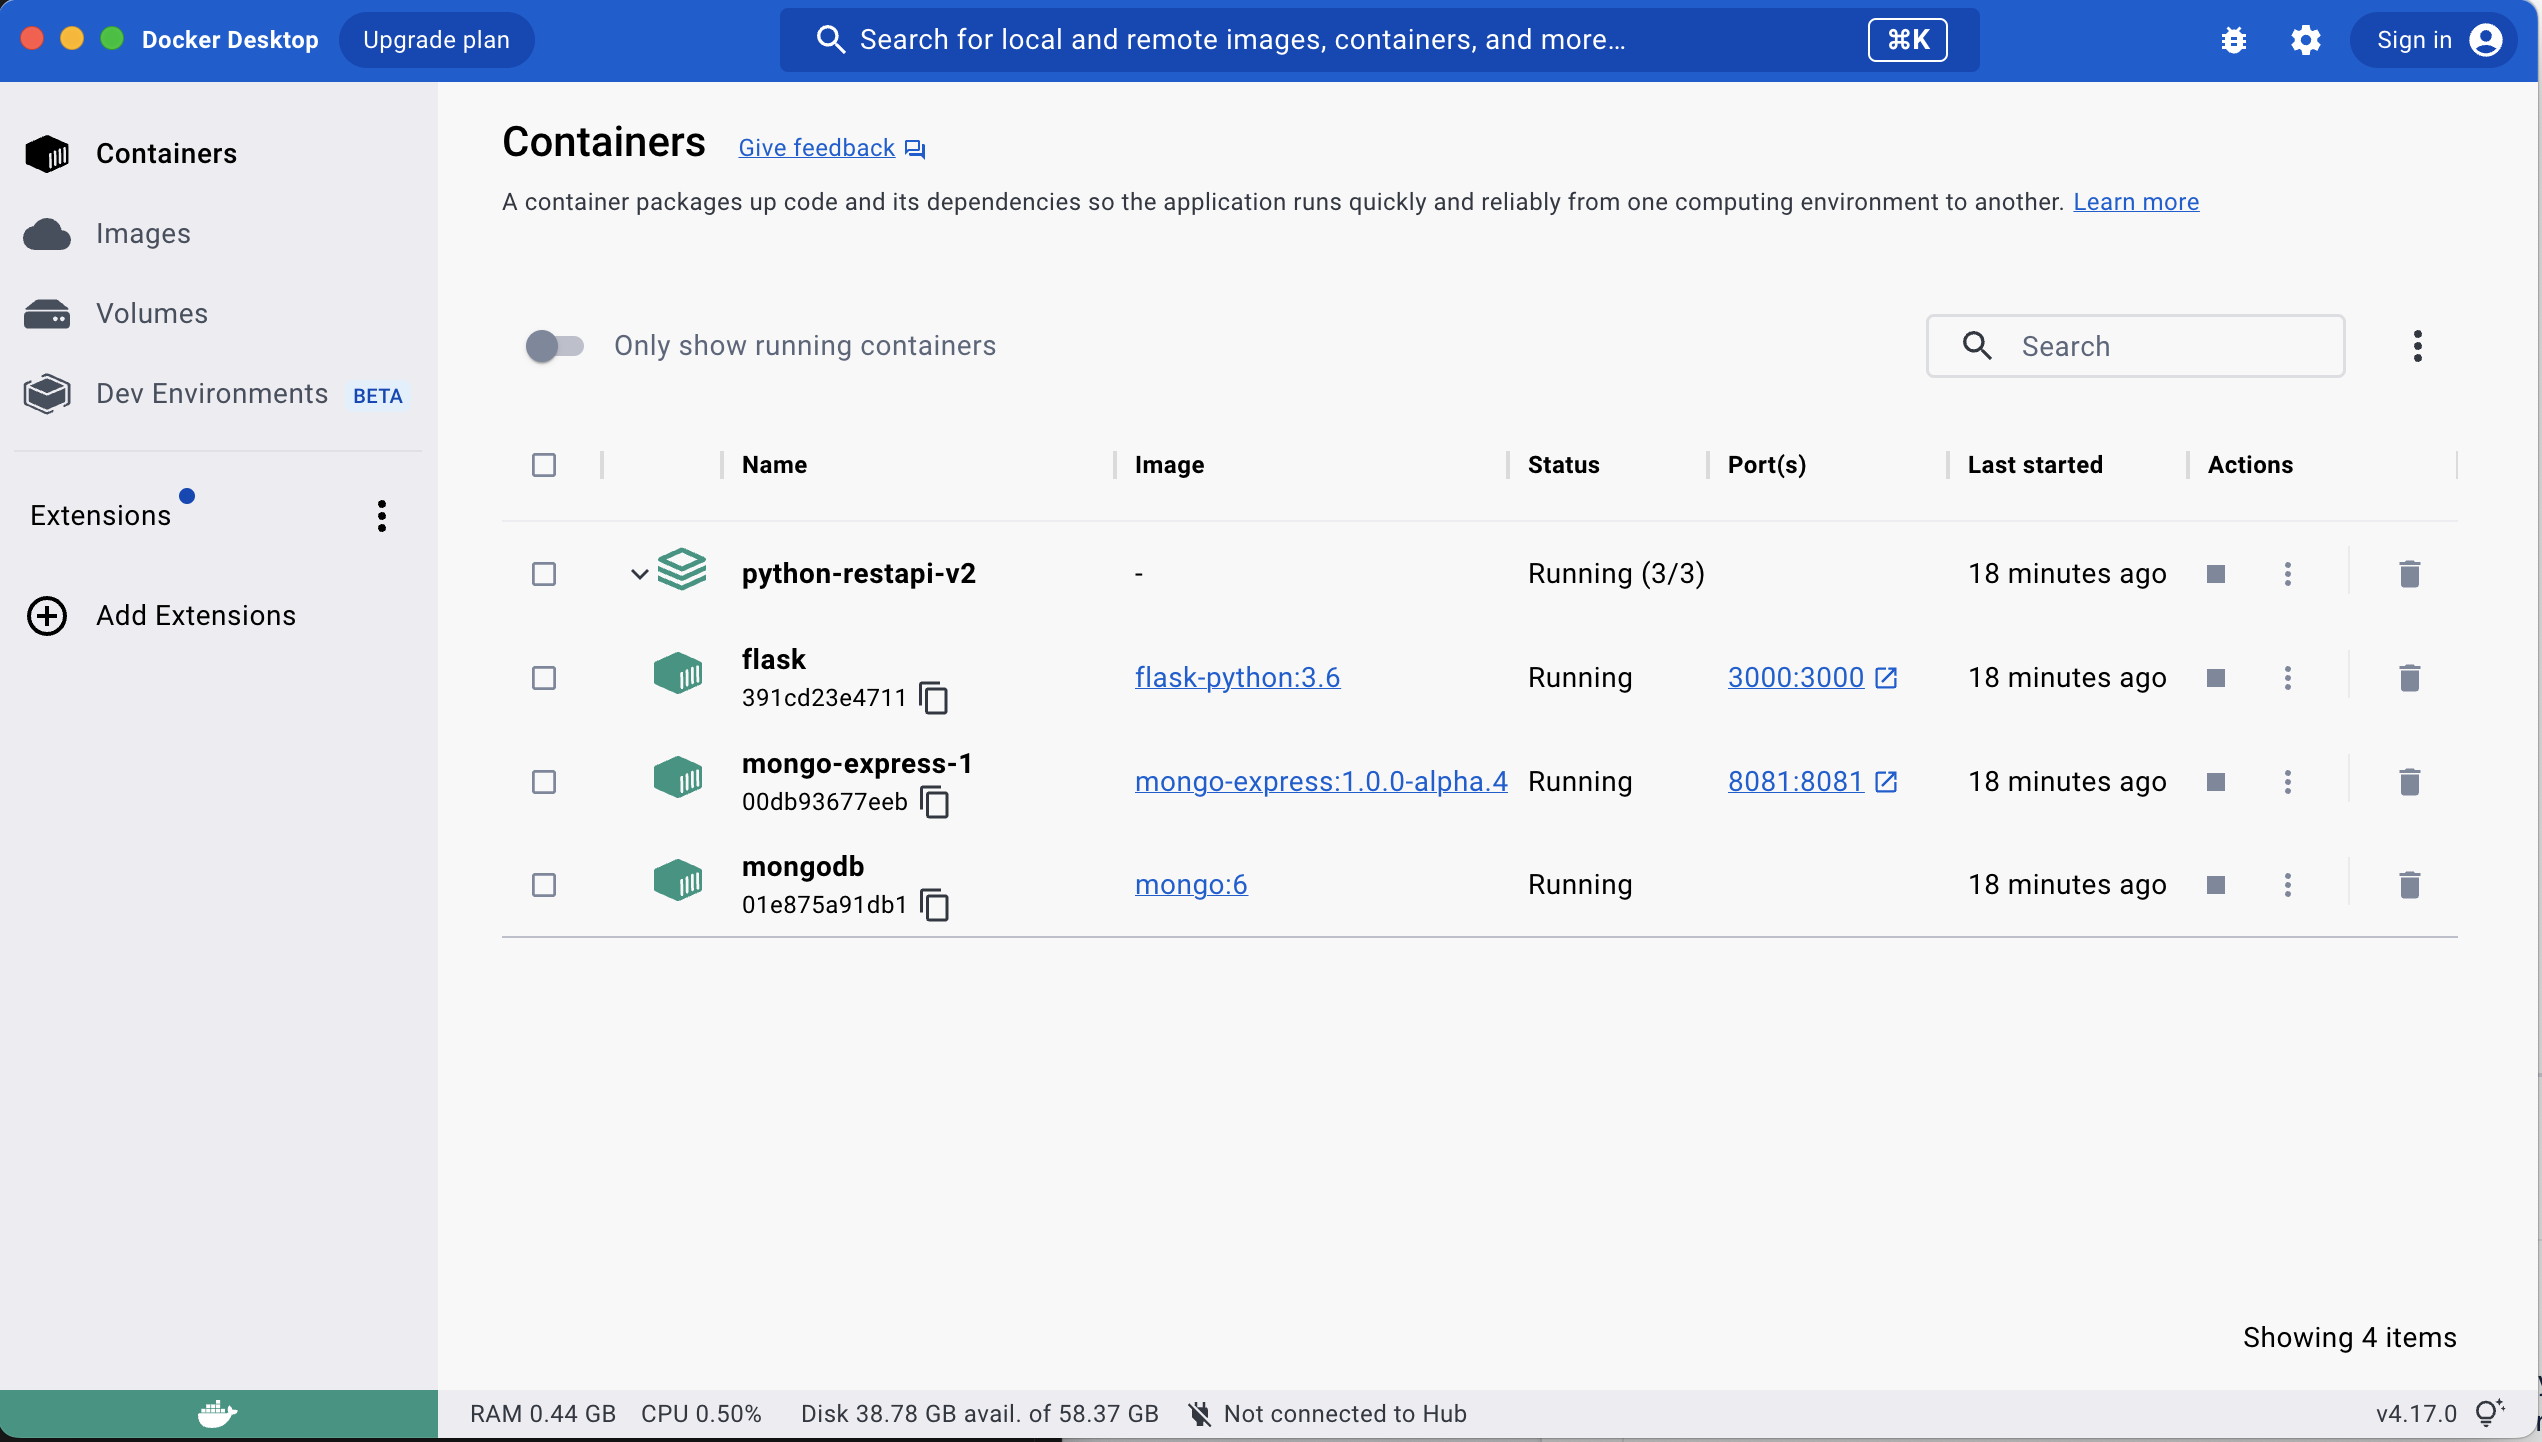 Docker Desktop
Upgrade plan
Search for local and remote images, containers, and more...
⌘K
Sign in
Containers
Images
Volumes
Dev Environments BETA
Extensions
Add Extensions
Containers Give feedback
A container packages up code and its dependencies so the application runs quickly and reliably from one computing environment to another. Learn more
Only show running containers
Search
Name Image Status Port(s) Last started Actions
python-restapi-v2 - Running (3/3) 18 minutes ago
flask
391cd23e4711
flask-python:3.6 Running 3000:3000 18 minutes ago
mongo-express-1
00db93677eeb
mongo-express:1.0.0-alpha.4 Running 8081:8081 18 minutes ago
mongodb
01e875a91db1
mongo:6 Running 18 minutes ago
Showing 4 items
RAM 0.44 GB CPU 0.50% Disk 38.78 GB avail. of 58.37 GB Not connected to Hub
v4.17.0